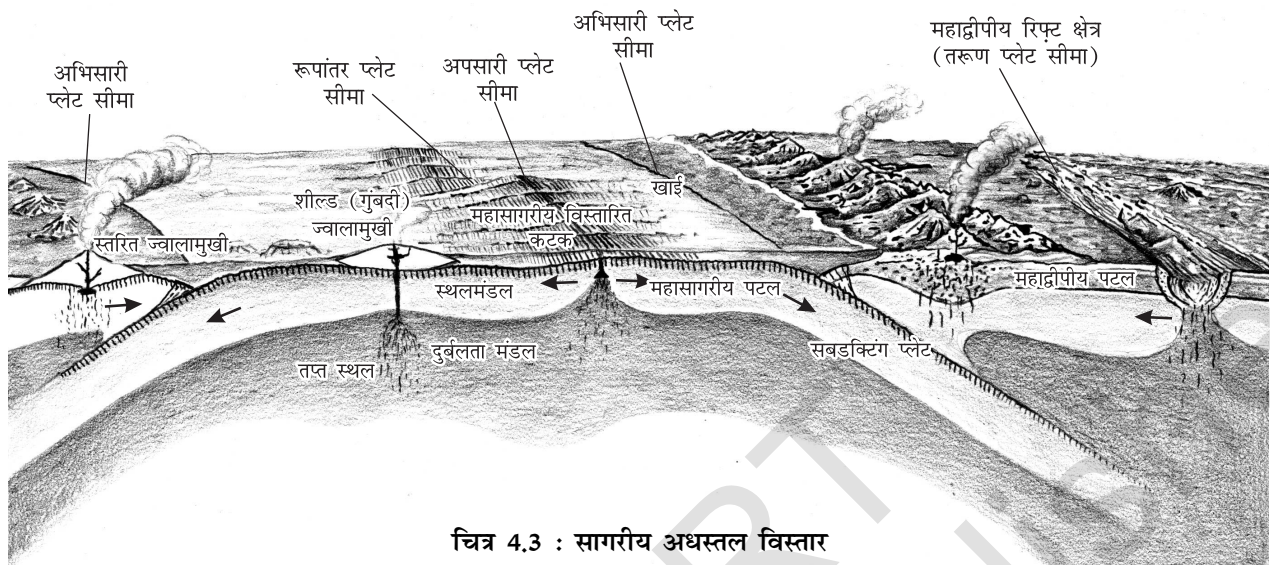 अभिसारी
प्लेट सीमा
रूपांतर प्लेट
सीमा
अपसारी प्लेट
सीमा
अभिसारी प्लेट
सीमा
महाद्वीपीय रिफ्ट क्षेत्र
(तरूण प्लेट सीमा)
स्तरित ज्वालामुखी
शील्ड (गुंबदी)
ज्वालामुखी
महासागरीय विस्तारित
कटक
खाई
स्थलमंडल
महासागरीय पटल
महाद्वीपीय पटल
दुर्बलता मंडल
तप्त स्थल
सबडक्टिंग प्लेट
चित्र 4.3 : सागरीय अधस्तल विस्तार